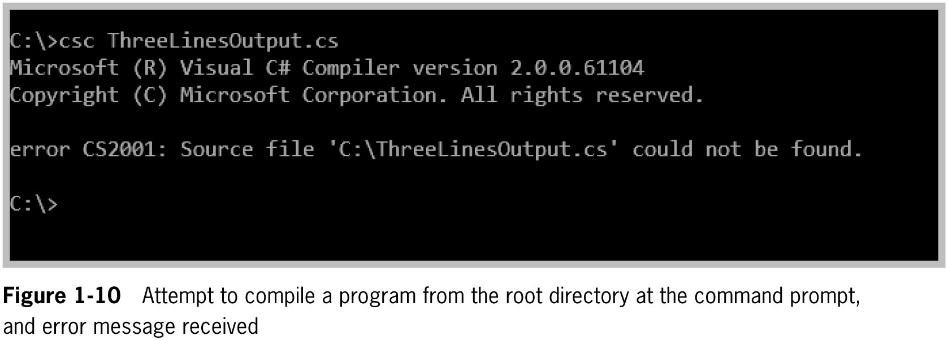 C:\>csc ThreeLinesOutput.cs
Microsoft (R) Visual C# Compiler version 2.0.0.61104
Copyright (C) Microsoft Corporation. All rights reserved.
error CS2001: Source file 'C:\ThreeLinesOutput.cs' could not be found.
C:\>
Figure 1-10 Attempt to compile a program from the root directory at the command prompt,
and error message received